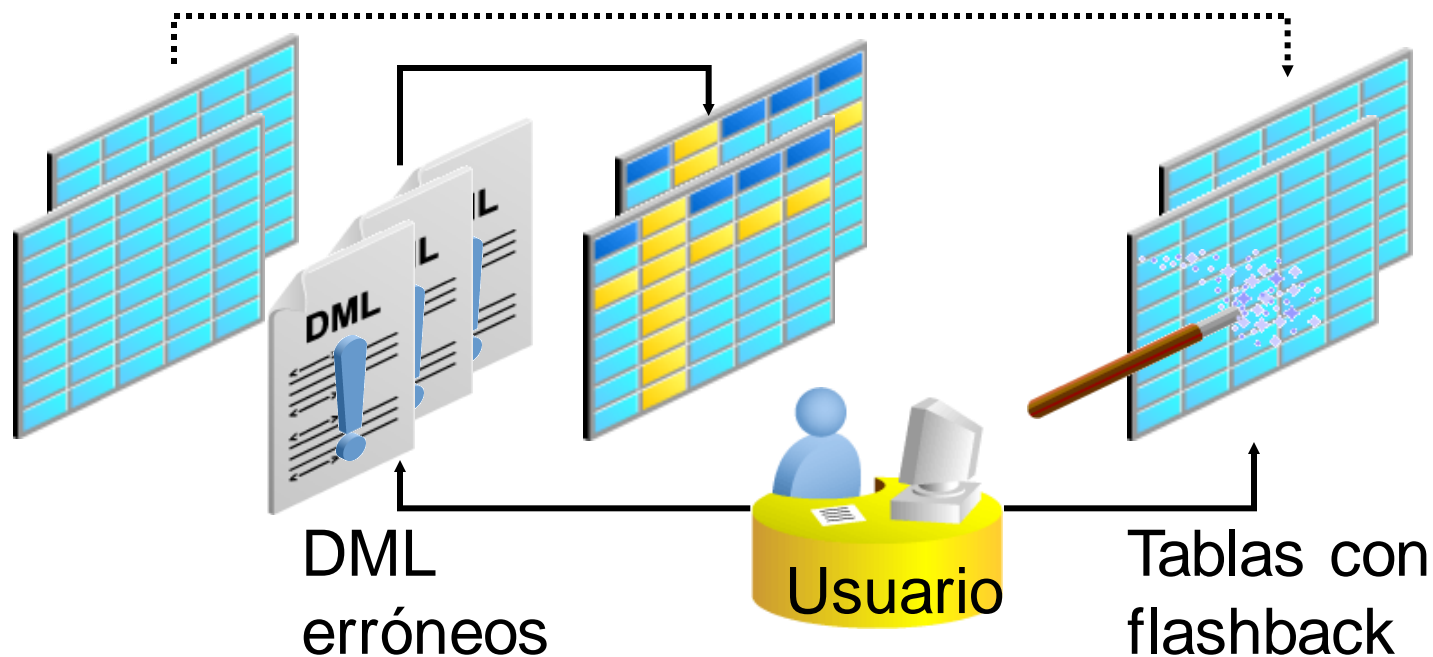 DML
L
L
DML
erróneos
Usuario
Tablas con
flashback